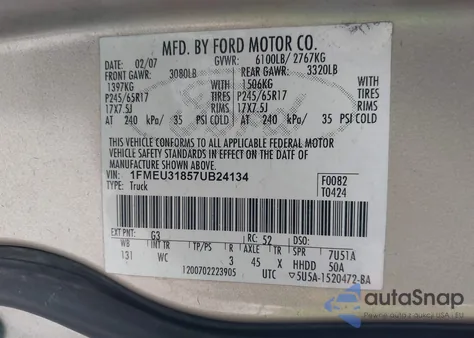 MFD. BY FORD MOTOR CO.
02/07 GVWR: 6100LB/ 2767KG
FRONT GAWR: 3080LB REAR GAWR: 3320LB
1397KG WITH 1506KG WITH
P245/65R17 TIRES P245/65R17 TIRES
17X7.5J RIMS 17X7.5J RIMS
AT 240 kPa/ 35 PSI COLD AT 240 kPa/ 35 PSI COLD
THIS VEHICLE CONFORMS TO ALL APPLICABLE FEDERAL MOTOR
VEHICLE SAFETY STANDARDS IN EFFECT ON THE DATE OF
MANUFACTURE SHOWN ABOVE.
VIN: 1FMEU31857UB24134 F0082
TYPE: Truck T0424
EXT PNT: G3 RC: 52 DSO:
WB INT TR TP/PS R AXLE TR SPR 7U51A
131 WC 3 45 X HHDD 50A
1200702223905 UTC 5U5A-1520472-BA
autaSnap